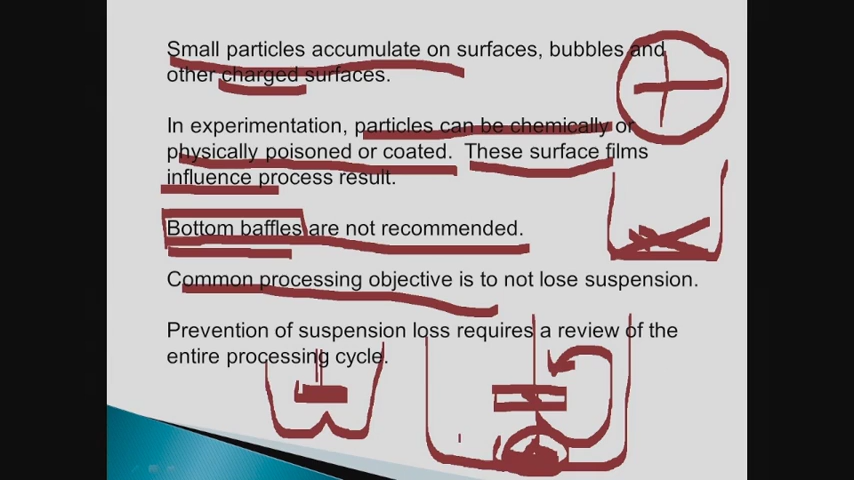 Small particles accumulate on surfaces, bubbles and
other charged surfaces.
In experimentation, particles can be chemically or
physically poisoned or coated. These surface films
influence process result.
Bottom baffles are not recommended.
Common processing objective is to not lose suspension.
Prevention of suspension loss requires a review of the
entire processing cycle.